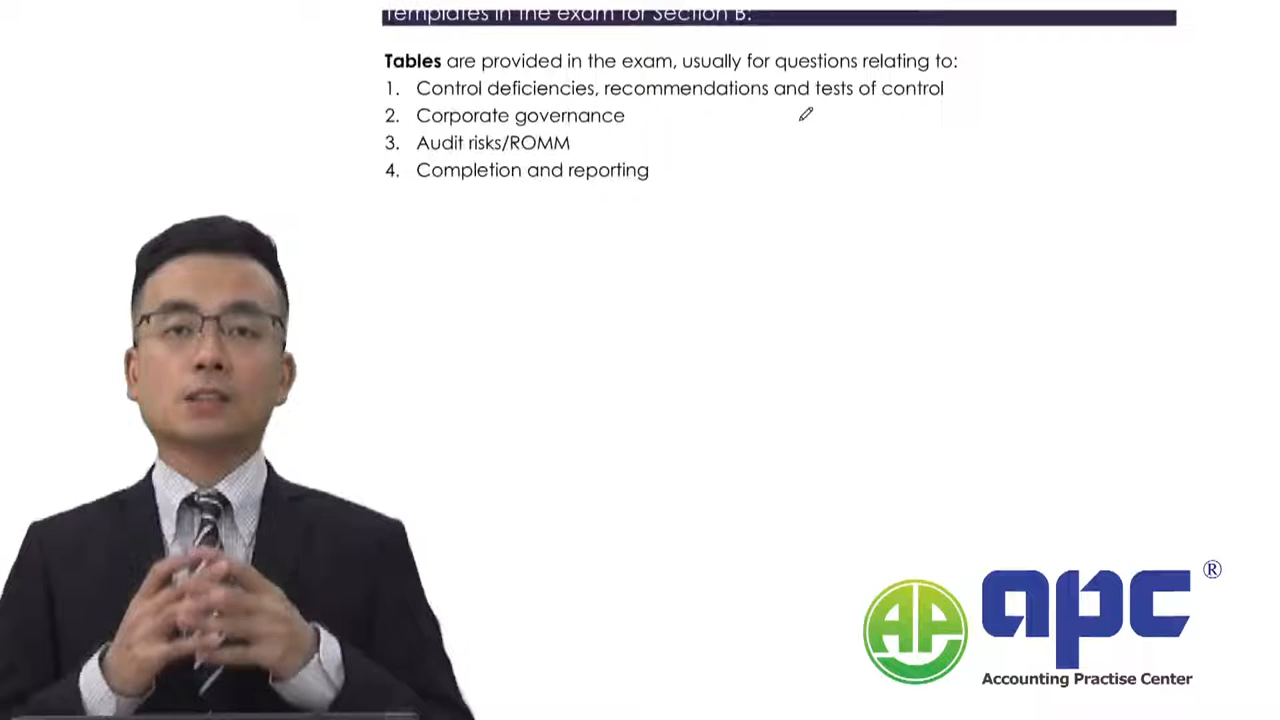 Templates in the exam for Section B:
Tables are provided in the exam, usually for questions relating to:
1. Control deficiencies, recommendations and tests of control
2. Corporate governance
3. Audit risks/ROMM
4. Completion and reporting
AP
apc®
Accounting Practise Center